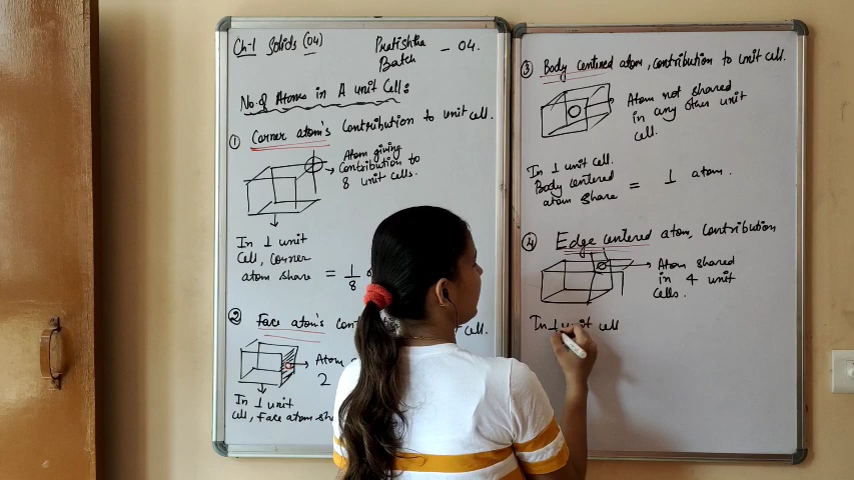 Ch-1 Solids (04)
Pratishtha - 04.
Batch
No. of Atoms in A unit Cell:
① Corner atom's Contribution to unit cell.
Atom giving
Contribution to
8 unit cells.
In 1 unit
Cell, Corner
atom share = 1/8
② Face atom's cell.
Atom
2
In 1 unit
cell, Face atom
③ Body centered atom, contribution to unit cell.
Atom not shared
in any other unit
cell.
In 1 unit cell.
Body centered
atom share = 1 atom.
④ Edge centered atom, Contribution
Atom shared
in 4 unit
cells.
In 1 unit cell